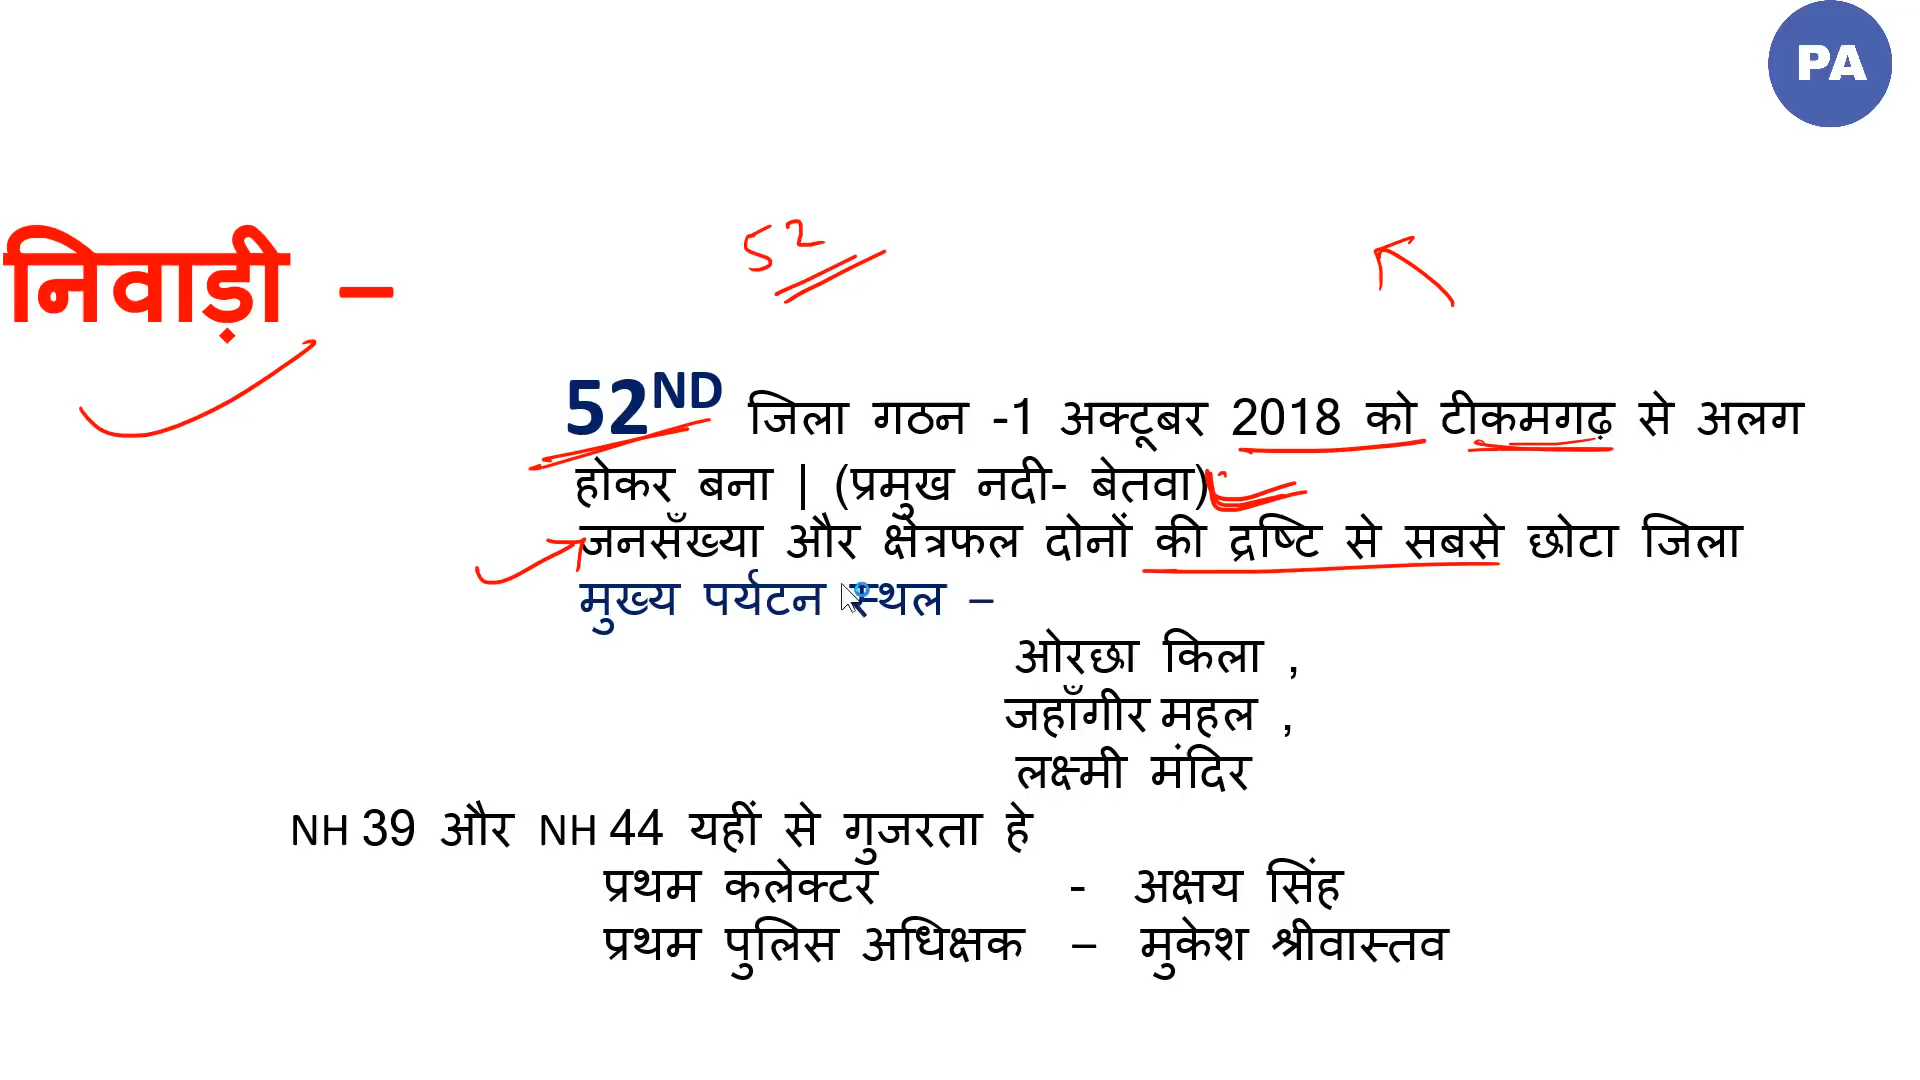 PA
52
निवाड़ी –
52ND जिला गठन -1 अक्टूबर 2018 को टीकमगढ़ से अलग
होकर बना | (प्रमुख नदी- बेतवा)
जनसँख्या और क्षेत्रफल दोनों की द्रष्टि से सबसे छोटा जिला
मुख्य पर्यटन स्थल –
ओरछा किला ,
जहाँगीर महल ,
लक्ष्मी मंदिर
NH 39 और NH 44 यहीं से गुजरता हे
प्रथम कलेक्टर - अक्षय सिंह
प्रथम पुलिस अधिक्षक – मुकेश श्रीवास्तव